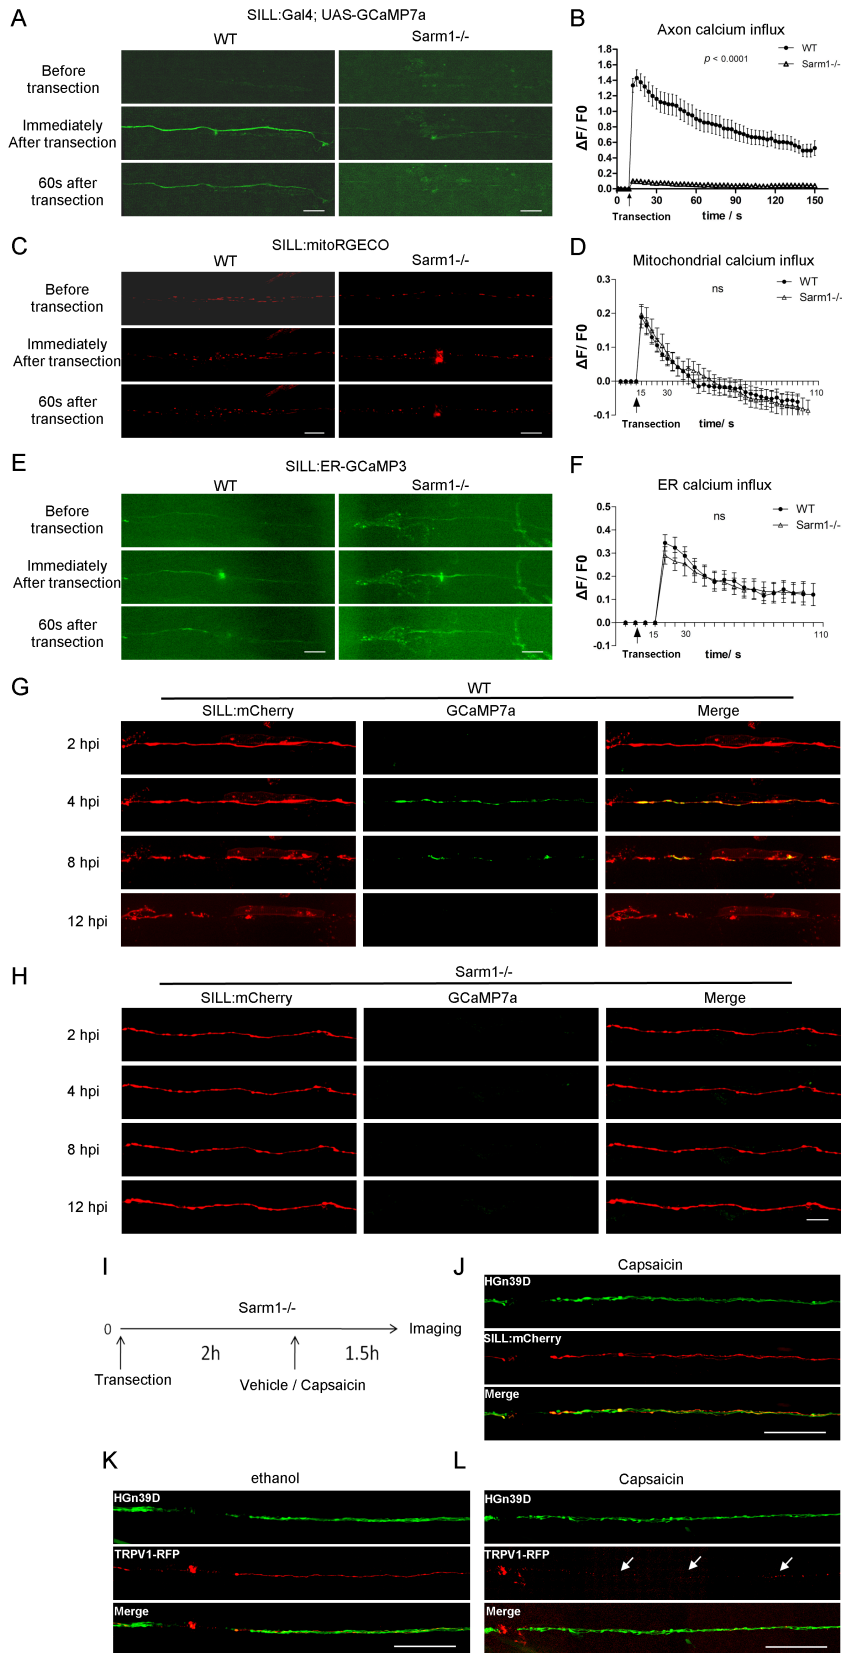 A
SILL:Gal4; UAS-GCaMP7a
WT
Sarm1-/-
Before
transection
Immediately
After transection
60s after
transection
B
Axon calcium influx
p < 0.0001
WT
Sarm1-/-
ΔF/ F0
1.8
1.6
1.4
1.2
1.0
0.8
0.6
0.4
0.2
0.0
0
30
60
90
120
150
Transection
time / s
C
SILL:mitoRGECO
WT
Sarm1-/-
Before
transection
Immediately
After transection
60s after
transection
D
Mitochondrial calcium influx
ns
WT
Sarm1-/-
ΔF/ F0
0.3
0.2
0.1
0.0
-0.1
15
30
110
Transection
time/ s
E
SILL:ER-GCaMP3
WT
Sarm1-/-
Before
transection
Immediately
After transection
60s after
transection
F
ER calcium influx
ns
WT
Sarm1-/-
ΔF/ F0
0.5
0.4
0.3
0.2
0.1
0.0
-0.1
15
30
110
Transection
time/ s
G
WT
SILL:mCherry
GCaMP7a
Merge
2 hpi
4 hpi
8 hpi
12 hpi
H
Sarm1-/-
SILL:mCherry
GCaMP7a
Merge
2 hpi
4 hpi
8 hpi
12 hpi
I
Sarm1-/-
0
Imaging
2h
1.5h
Transection
Vehicle / Capsaicin
J
Capsaicin
HGn39D
SILL:mCherry
Merge
K
ethanol
HGn39D
TRPV1-RFP
Merge
L
Capsaicin
HGn39D
TRPV1-RFP
Merge